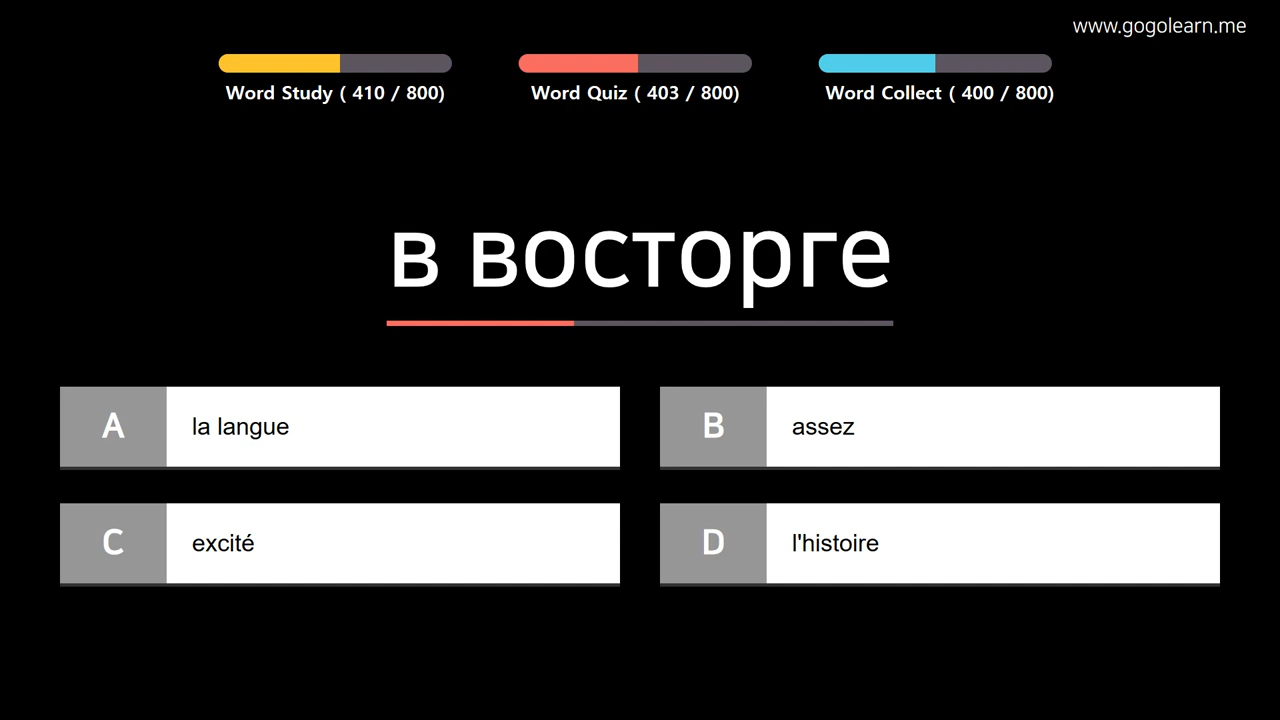 www.gogolearn.me
Word Study ( 410 / 800)
Word Quiz ( 403 / 800)
Word Collect ( 400 / 800)
в восторге
A la langue
B assez
C excité
D l'histoire